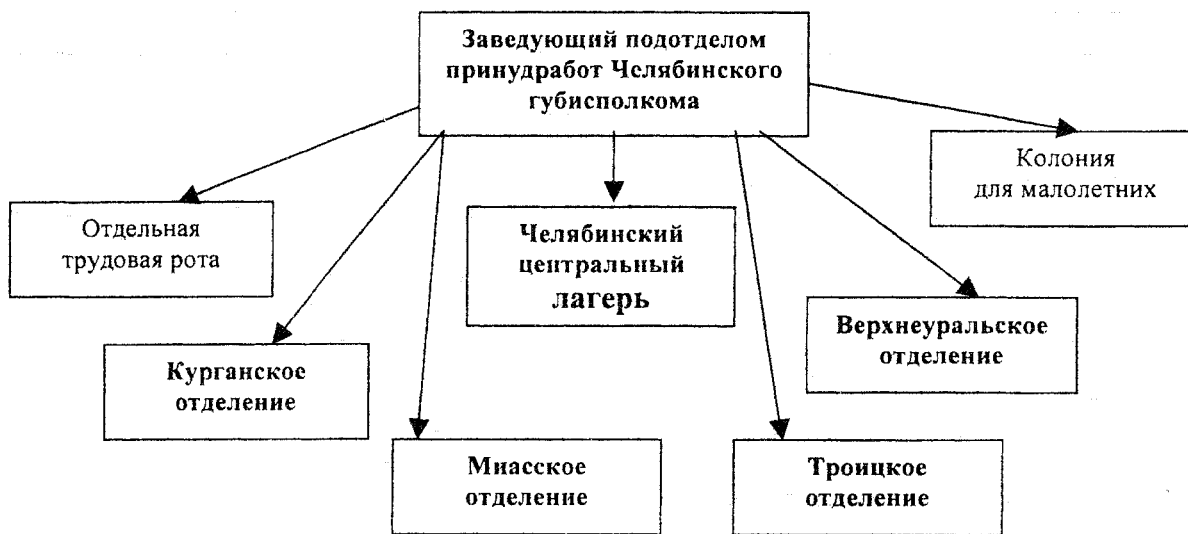 Заведующий подотделом
принудработ Челябинского
губисполкома
Колония
для малолетних
Отдельная
трудовая рота
Челябинский
центральный
лагерь
Верхнеуральское
отделение
Курганское
отделение
Миасское
отделение
Троицкое
отделение